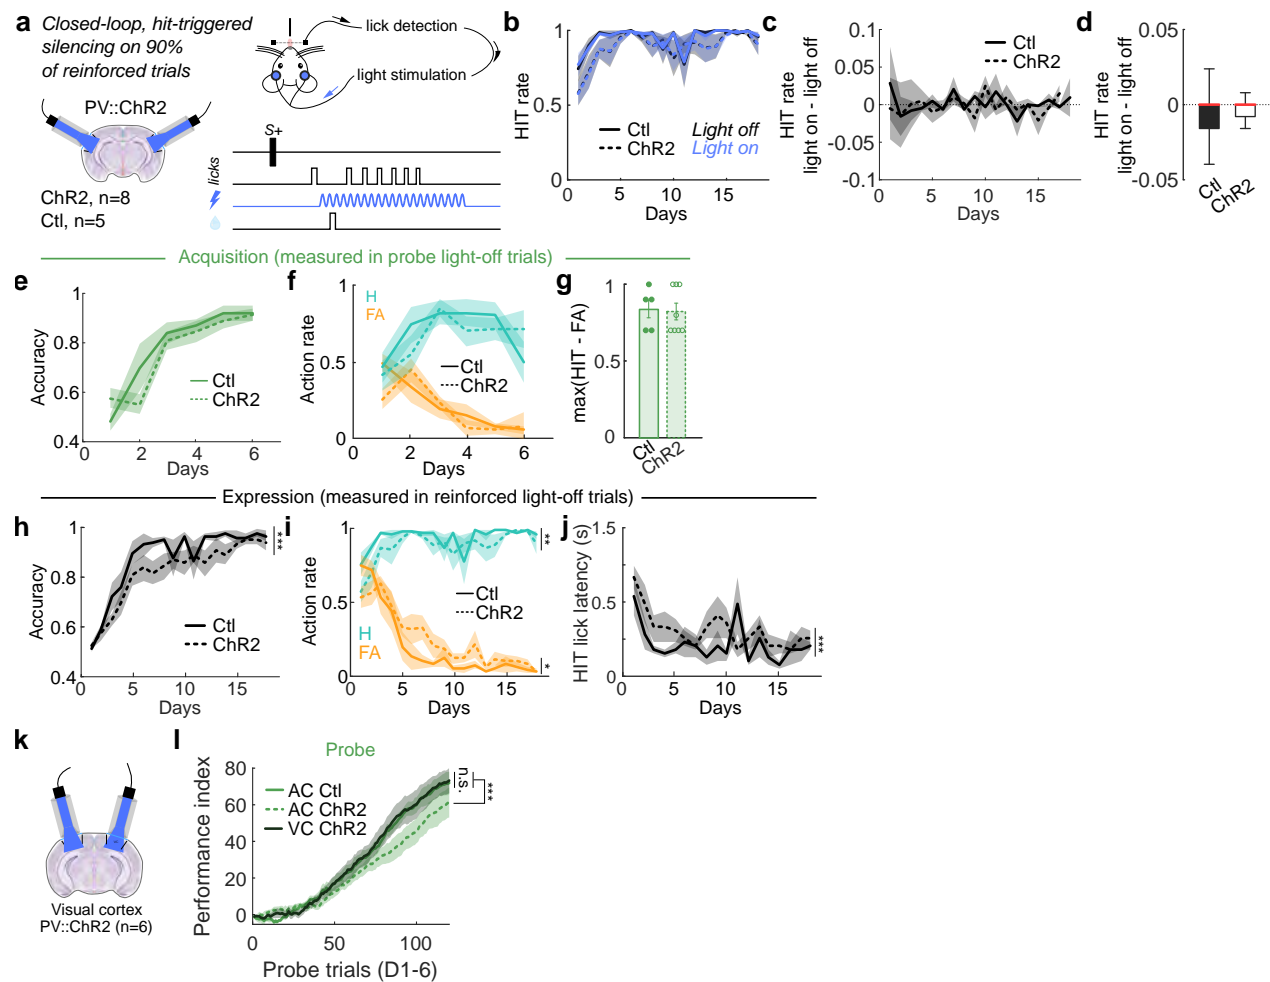 a
Closed-loop, hit-triggered
silencing on 90%
of reinforced trials
lick detection
light stimulation
PV::ChR2
ChR2, n=8
Ctl, n=5
S+
licks
b
HIT rate
1
0.5
0
Ctl
ChR2
Light off
Light on
0
5
10
15
Days
c
HIT rate
light on - light off
0.1
0.05
0
-0.05
-0.1
Ctl
ChR2
0
5
10
15
Days
d
HIT rate
light on - light off
0.05
0
-0.05
Ctl
ChR2
Acquisition (measured in probe light-off trials)
e
Accuracy
1
0.8
0.6
0.4
Ctl
ChR2
0
2
4
6
Days
f
Action rate
1
0.5
0
H
FA
Ctl
ChR2
0
2
4
6
Days
g
max(HIT - FA)
1
0.5
0
Ctl
ChR2
Expression (measured in reinforced light-off trials)
h
Accuracy
1
0.8
0.6
0.4
***
Ctl
ChR2
0
5
10
15
Days
i
Action rate
1
0.5
0
**
Ctl
ChR2
H
FA
*
0
5
10
15
Days
j
HIT lick latency (s)
1.5
0.5
0
***
0
5
10
15
Days
k
Visual cortex
PV::ChR2 (n=6)
l
Probe
Performance index
80
60
40
20
0
AC Ctl
AC ChR2
VC ChR2
n.s.
***
0
50
100
Probe trials (D1-6)